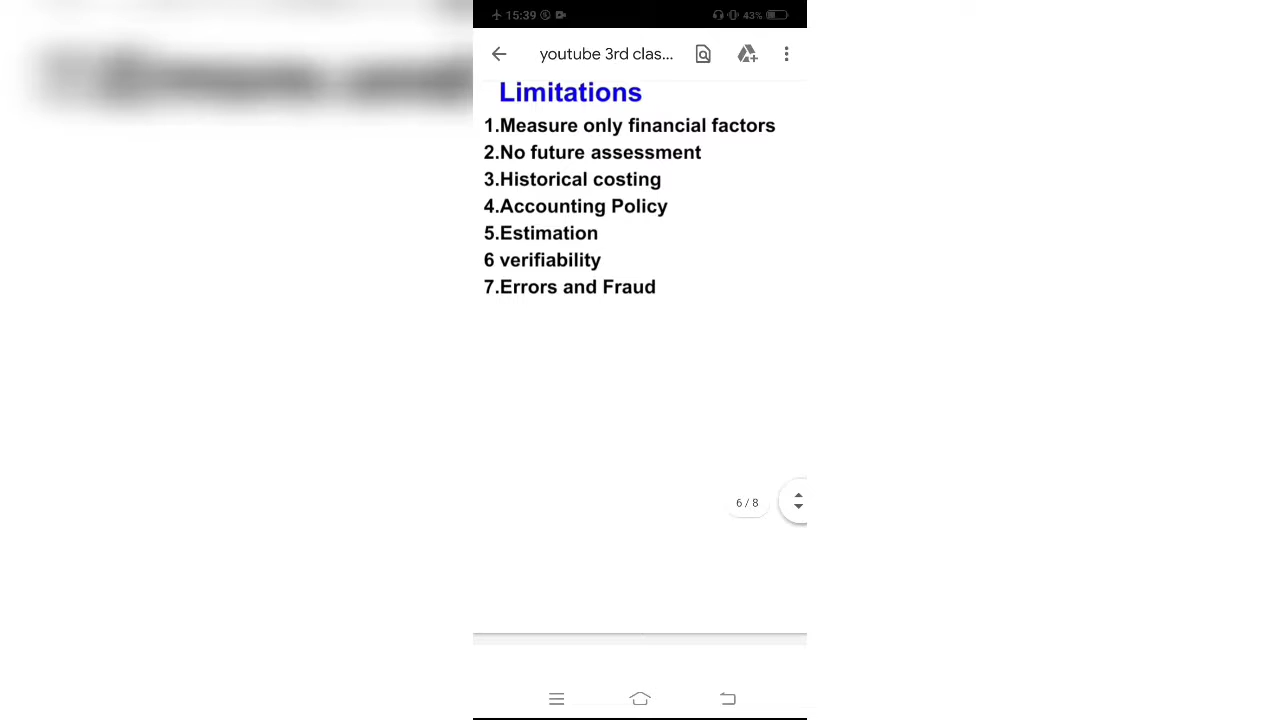 15:39 43%
youtube 3rd clas...
Limitations
1.Measure only financial factors
2.No future assessment
3.Historical costing
4.Accounting Policy
5.Estimation
6 verifiability
7.Errors and Fraud
6 / 8